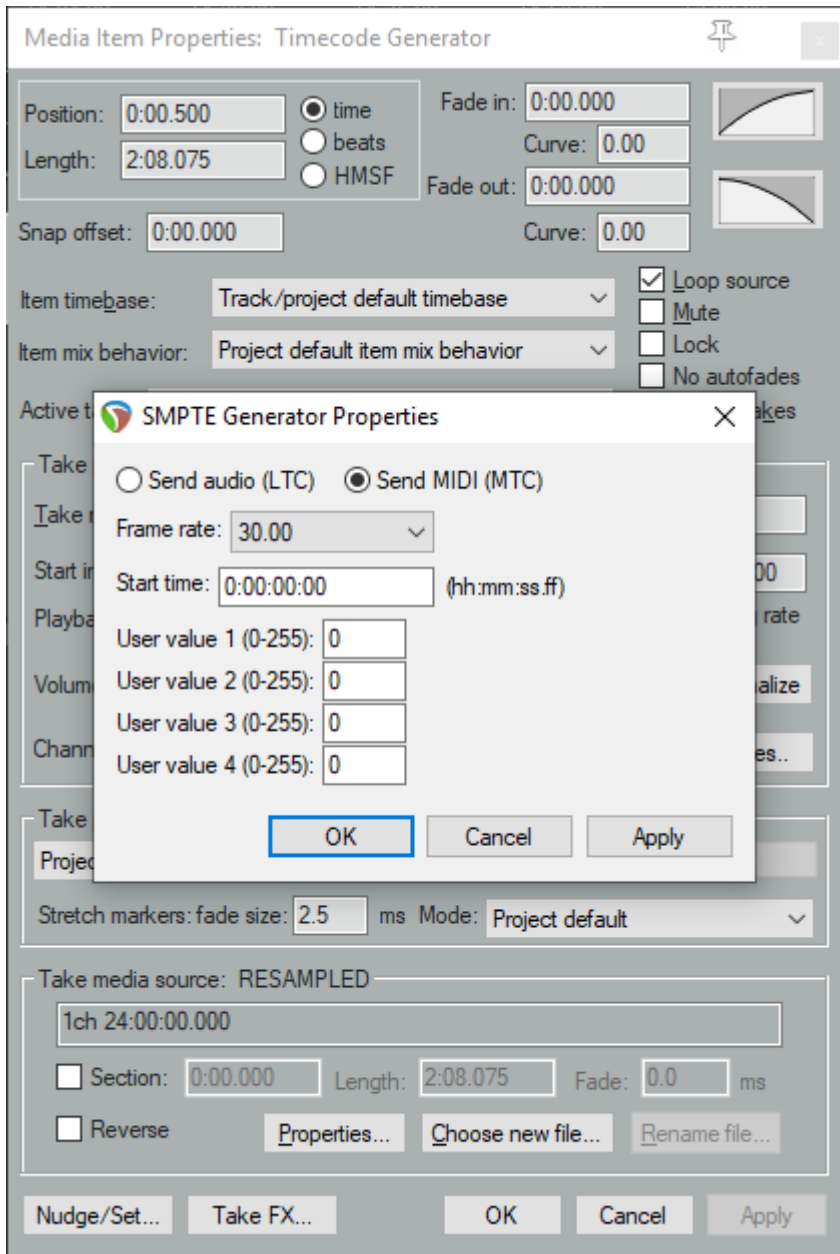 Media Item Properties: Timecode Generator
Position: 0:00.500 time Fade in: 0:00.000
beats Curve: 0.00
Length: 2:08.075 HMSF Fade out: 0:00.000
Snap offset: 0:00.000 Curve: 0.00
Item timebase: Track/project default timebase Loop source
Mute
Item mix behavior: Project default item mix behavior Lock
No autofades
Active t akes
SMPTE Generator Properties
Take
Send audio (LTC) Send MIDI (MTC)
Take
Frame rate: 30.00
Start in 00
Start time: 0:00:00:00 (hh:mm:ss.ff)
Playba rate
User value 1 (0-255): 0
Volume alize
User value 2 (0-255): 0
User value 3 (0-255): 0
Chann es..
User value 4 (0-255): 0
Take
OK Cancel Apply
Projec
Stretch markers: fade size: 2.5 ms Mode: Project default
Take media source: RESAMPLED
1ch 24:00:00.000
Section: 0:00.000 Length: 2:08.075 Fade: 0.0 ms
Reverse Properties... Choose new file... Rename file...
Nudge/Set... Take FX... OK Cancel Apply